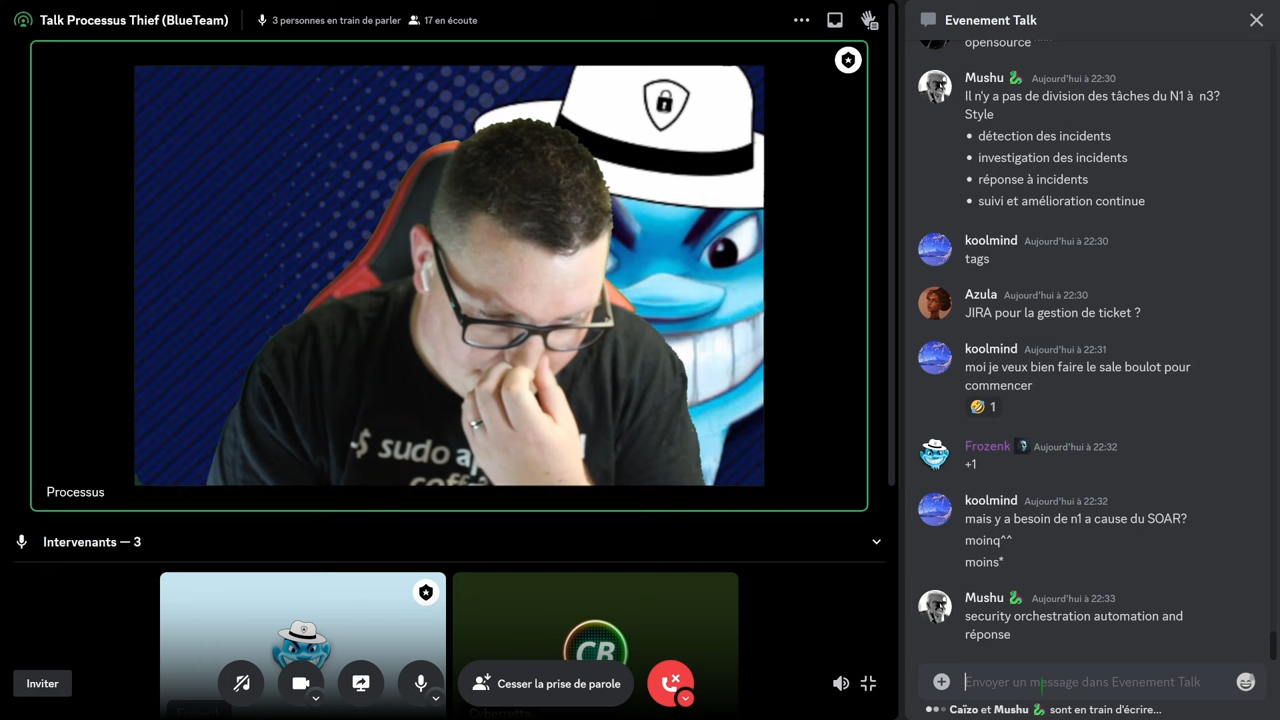 Talk Processus Thief (BlueTeam)
3 personnes en train de parler
17 en écoute
Evenement Talk
opensource ^^^
Mushu Aujourd'hui à 22:30
Il n'y a pas de division des tâches du N1 à n3?
Style
• détection des incidents
• investigation des incidents
• réponse à incidents
• suivi et amélioration continue
koolmind Aujourd'hui à 22:30
tags
Azula Aujourd'hui à 22:30
JIRA pour la gestion de ticket ?
koolmind Aujourd'hui à 22:31
moi je veux bien faire le sale boulot pour
commencer
1
Frozenk Aujourd'hui à 22:32
+1
koolmind Aujourd'hui à 22:32
mais y a besoin de n1 a cause du SOAR?
moinq^^
moins*
Mushu Aujourd'hui à 22:33
security orchestration automation and
réponse
Envoyer un message dans Evenement Talk
Caïzo et Mushu sont en train d'écrire...
-$ sudo
Processus
Intervenants — 3
CB
Inviter
Cesser la prise de parole